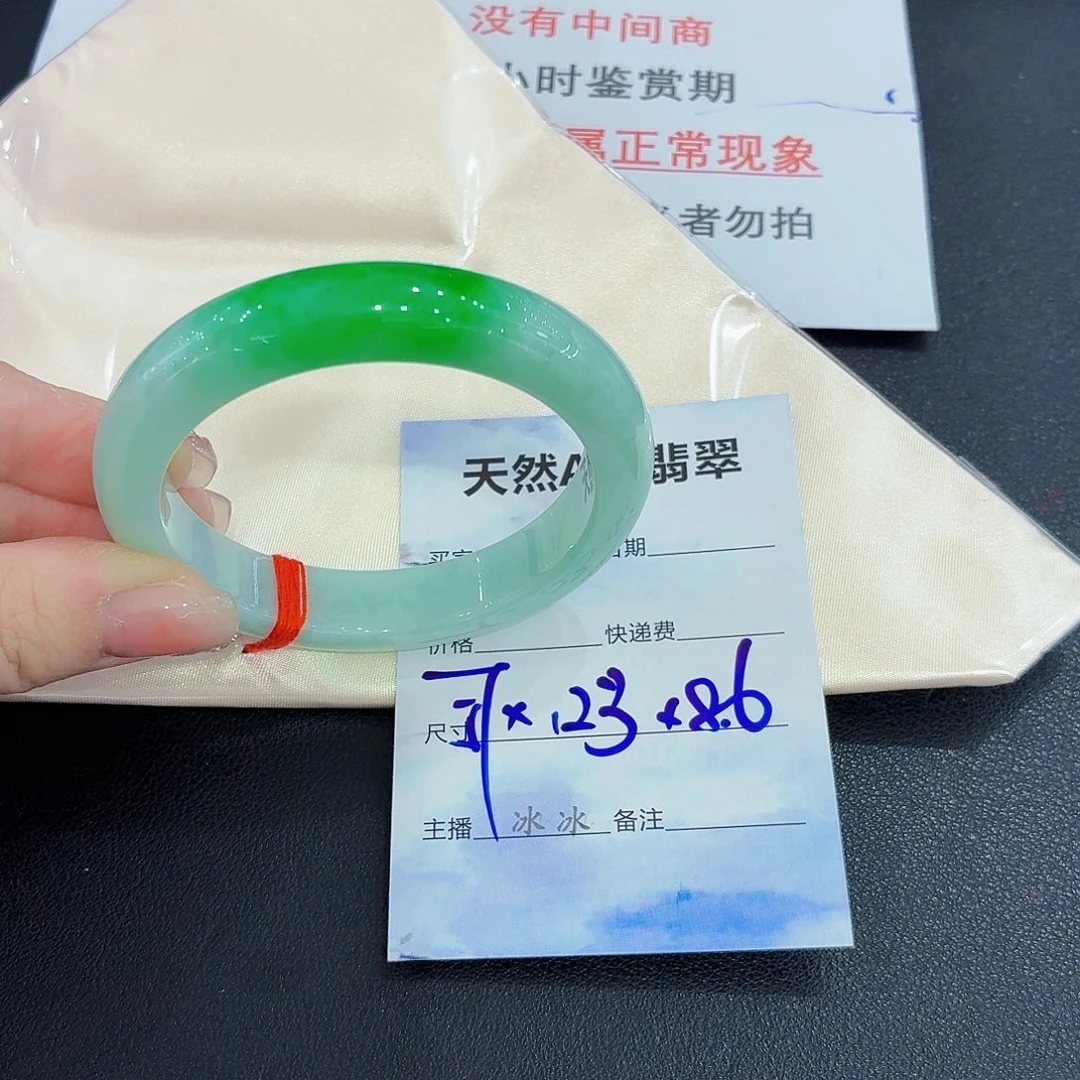 没有中间商
小时鉴赏期
属正常现象
者勿拍
天然A 翡翠
期
价格 快递费
尺寸 × 12.3 × 8.6
主播 冰冰 备注